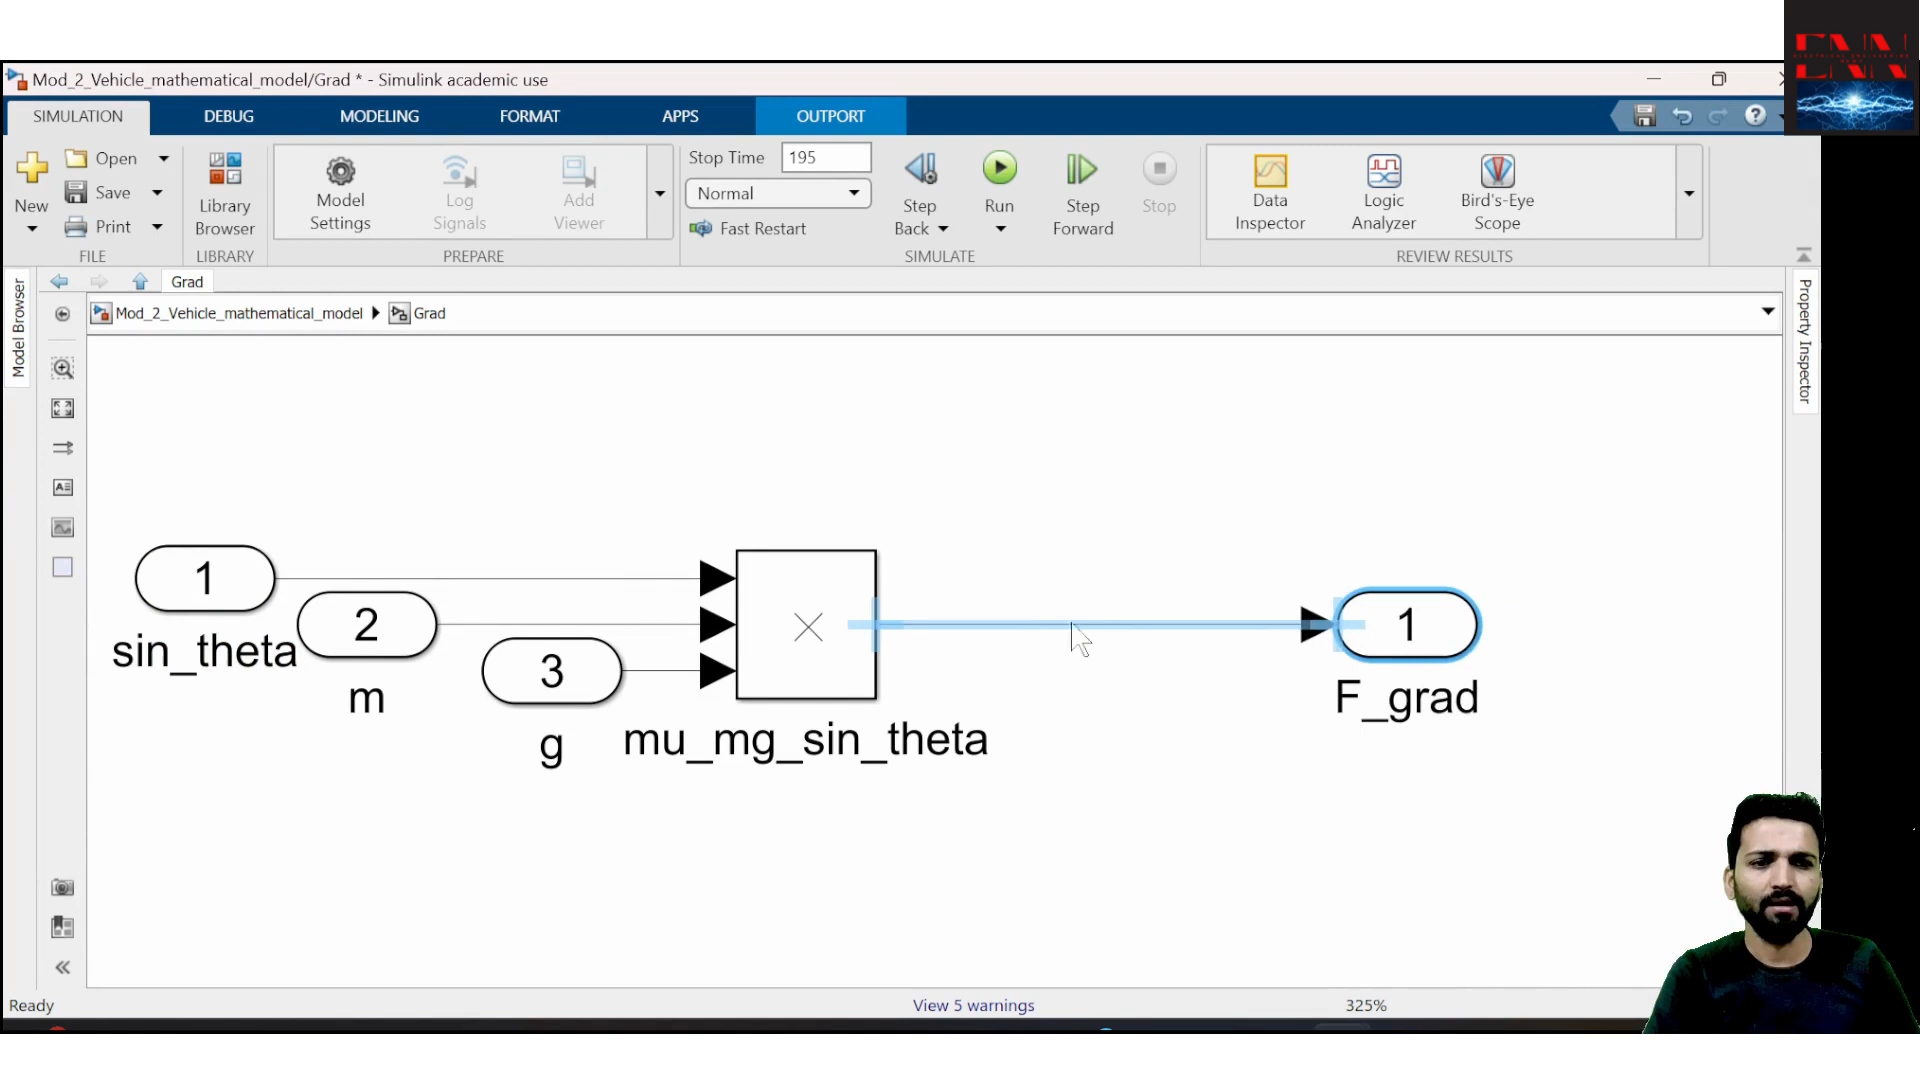 Mod_2_Vehicle_mathematical_model/Grad * - Simulink academic use
SIMULATION DEBUG MODELING FORMAT APPS OUTPORT
New
Open
Save
Print
FILE
Library
Browser
LIBRARY
Model
Settings
Log
Signals
Add
Viewer
PREPARE
Stop Time 195
Normal
Fast Restart
Step
Back
Run
Step
Forward
Stop
SIMULATE
Data
Inspector
Logic
Analyzer
Bird's-Eye
Scope
REVIEW RESULTS
Model Browser
Grad
Mod_2_Vehicle_mathematical_model Grad
Property Inspector
1
sin_theta
2
m
3
g
mu_mg_sin_theta
1
F_grad
Ready
View 5 warnings
325%